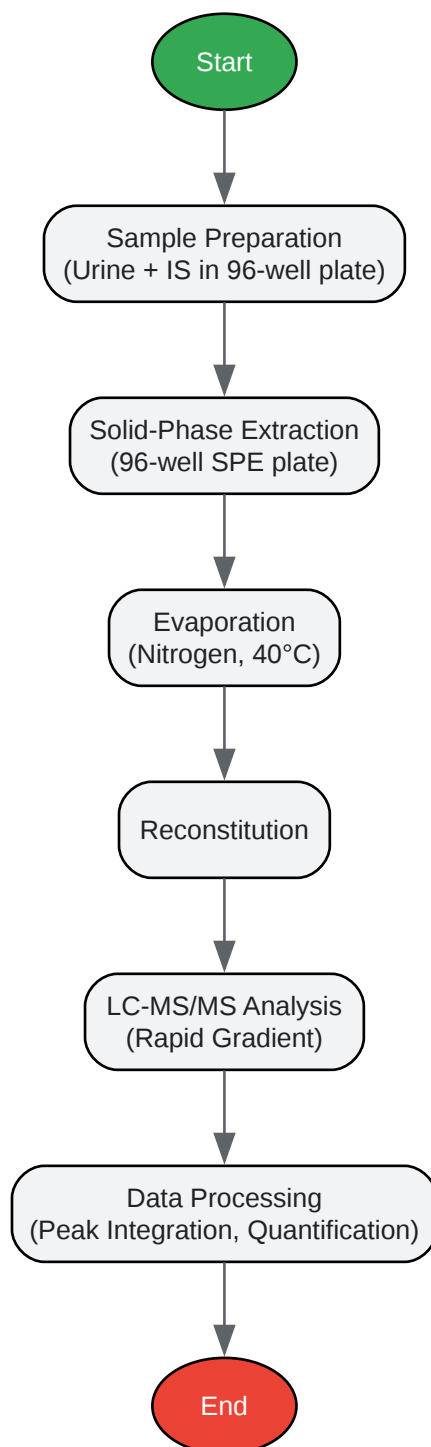 Start
Sample Preparation
(Urine + IS in 96-well plate)
Solid-Phase Extraction
(96-well SPE plate)
Evaporation
(Nitrogen, 40°C)
Reconstitution
LC-MS/MS Analysis
(Rapid Gradient)
Data Processing
(Peak Integration, Quantification)
End